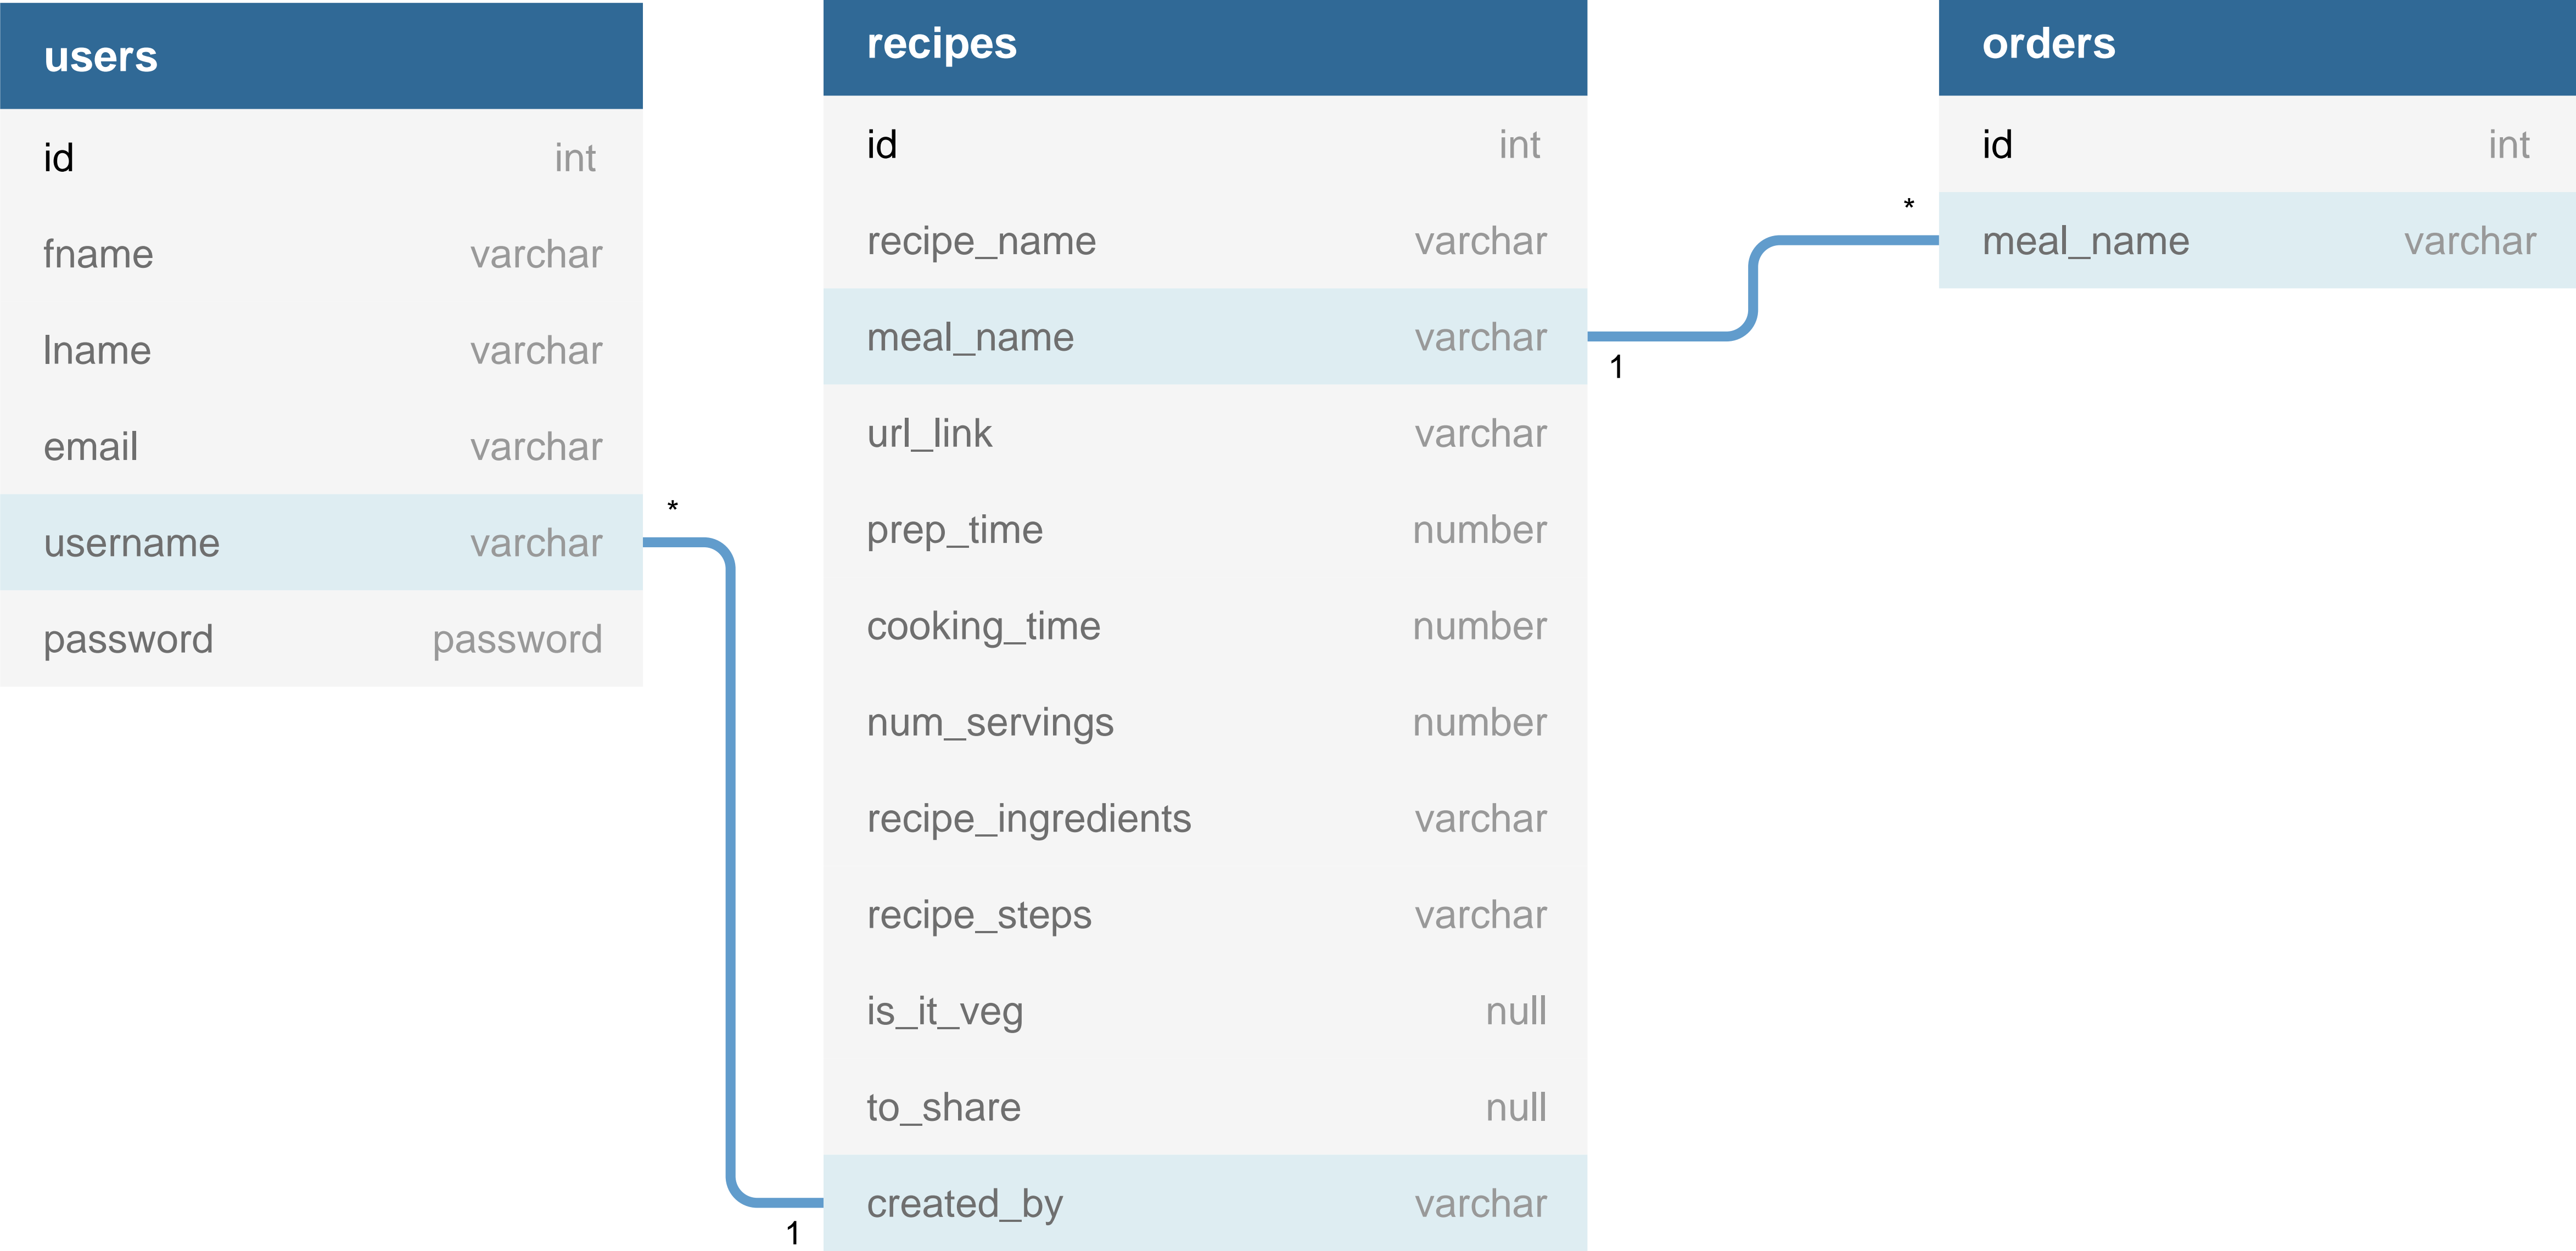 users
id int
fname varchar
lname varchar
email varchar
username varchar
password password
*
1
recipes
id int
recipe_name varchar
meal_name varchar
url_link varchar
prep_time number
cooking_time number
num_servings number
recipe_ingredients varchar
recipe_steps varchar
is_it_veg null
to_share null
created_by varchar
1
*
orders
id int
meal_name varchar